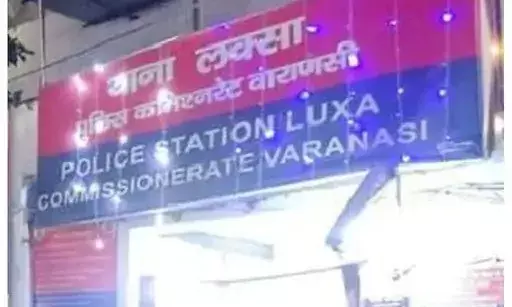 थाना लक्सा
पुलिस कमिश्नरेट वाराणसी
POLICE STATION LUXA
COMMISSIONERATE VARANASI